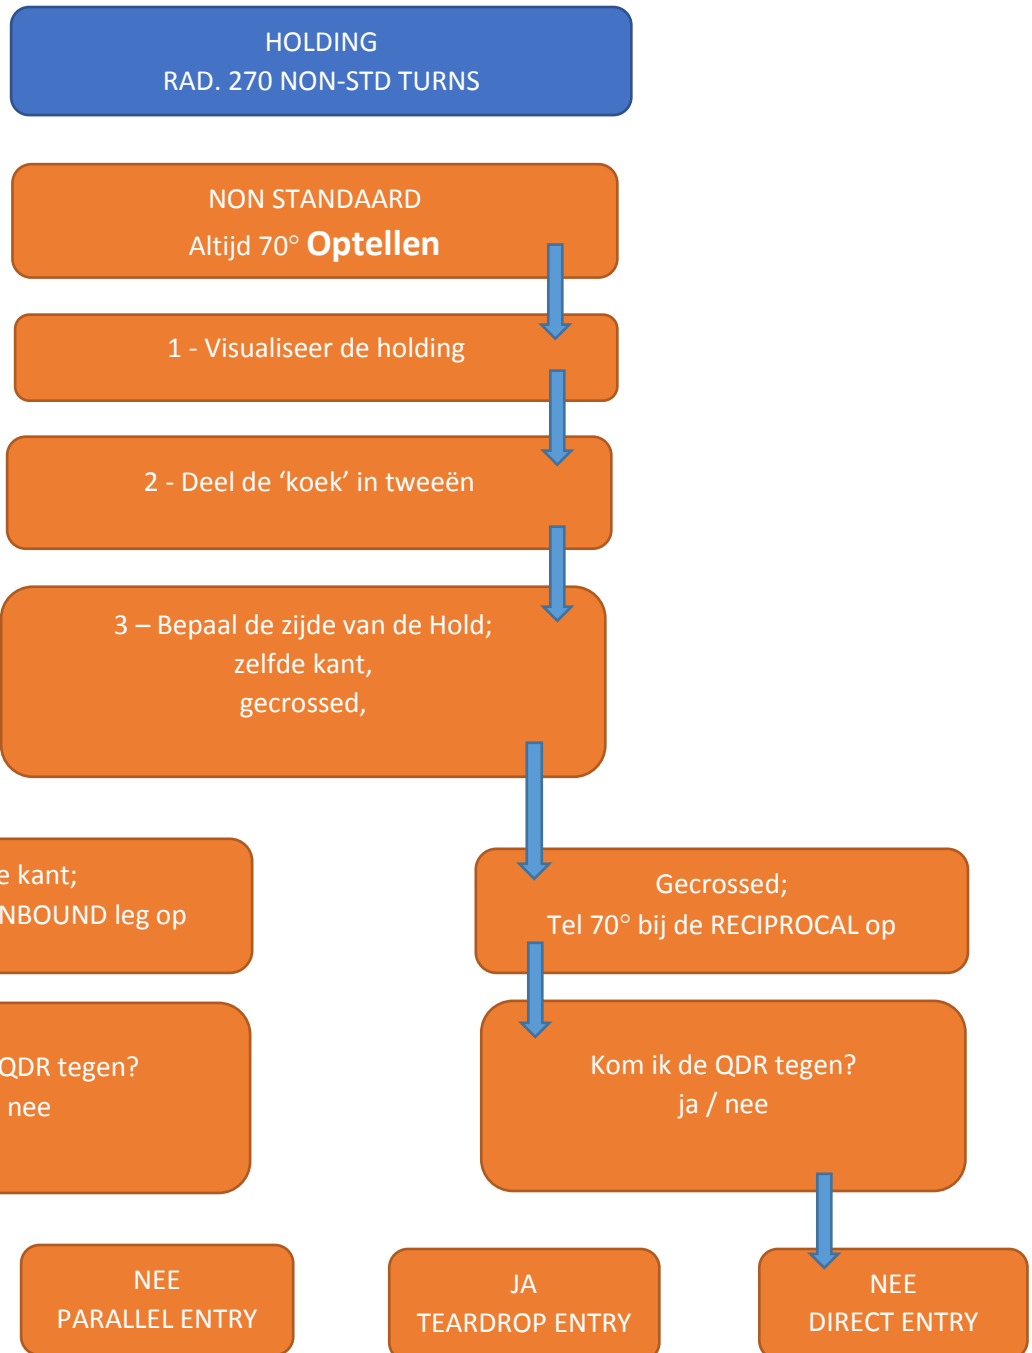 HOLDING
RAD. 270 NON-STD TURNS
NON STANDAARD
Altijd 70° Optellen
1 - Visualiseer de holding
2 - Deel de ‘koek’ in tweeën
3 – Bepaal de zijde van de Hold;
zelfde kant,
gecrossed,
e kant;
NBOUND leg op
Gecrossed;
Tel 70° bij de RECIPROCAL op
QDR tegen?
nee
Kom ik de QDR tegen?
ja / nee
NEE
PARALLEL ENTRY
JA
TEARDROP ENTRY
NEE
DIRECT ENTRY